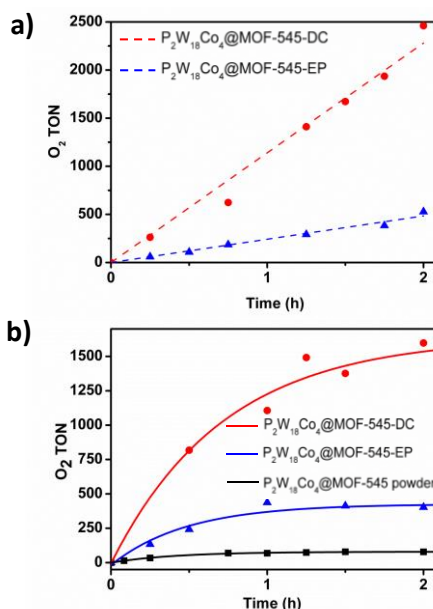 a)
P₂W₁₈Co₄@MOF-545-DC
P₂W₁₈Co₄@MOF-545-EP
O₂ TON
2500
2000
1500
1000
500
0
0
1
2
Time (h)
b)
O2 TON
1500
1250
1000
750
500
250
0
P₂W₁₈Co₄@MOF-545-DC
P₂W₁₈Co₄@MOF-545-EP
P₂W₁₈Co₄@MOF-545 powder
0
1
2
Time (h)